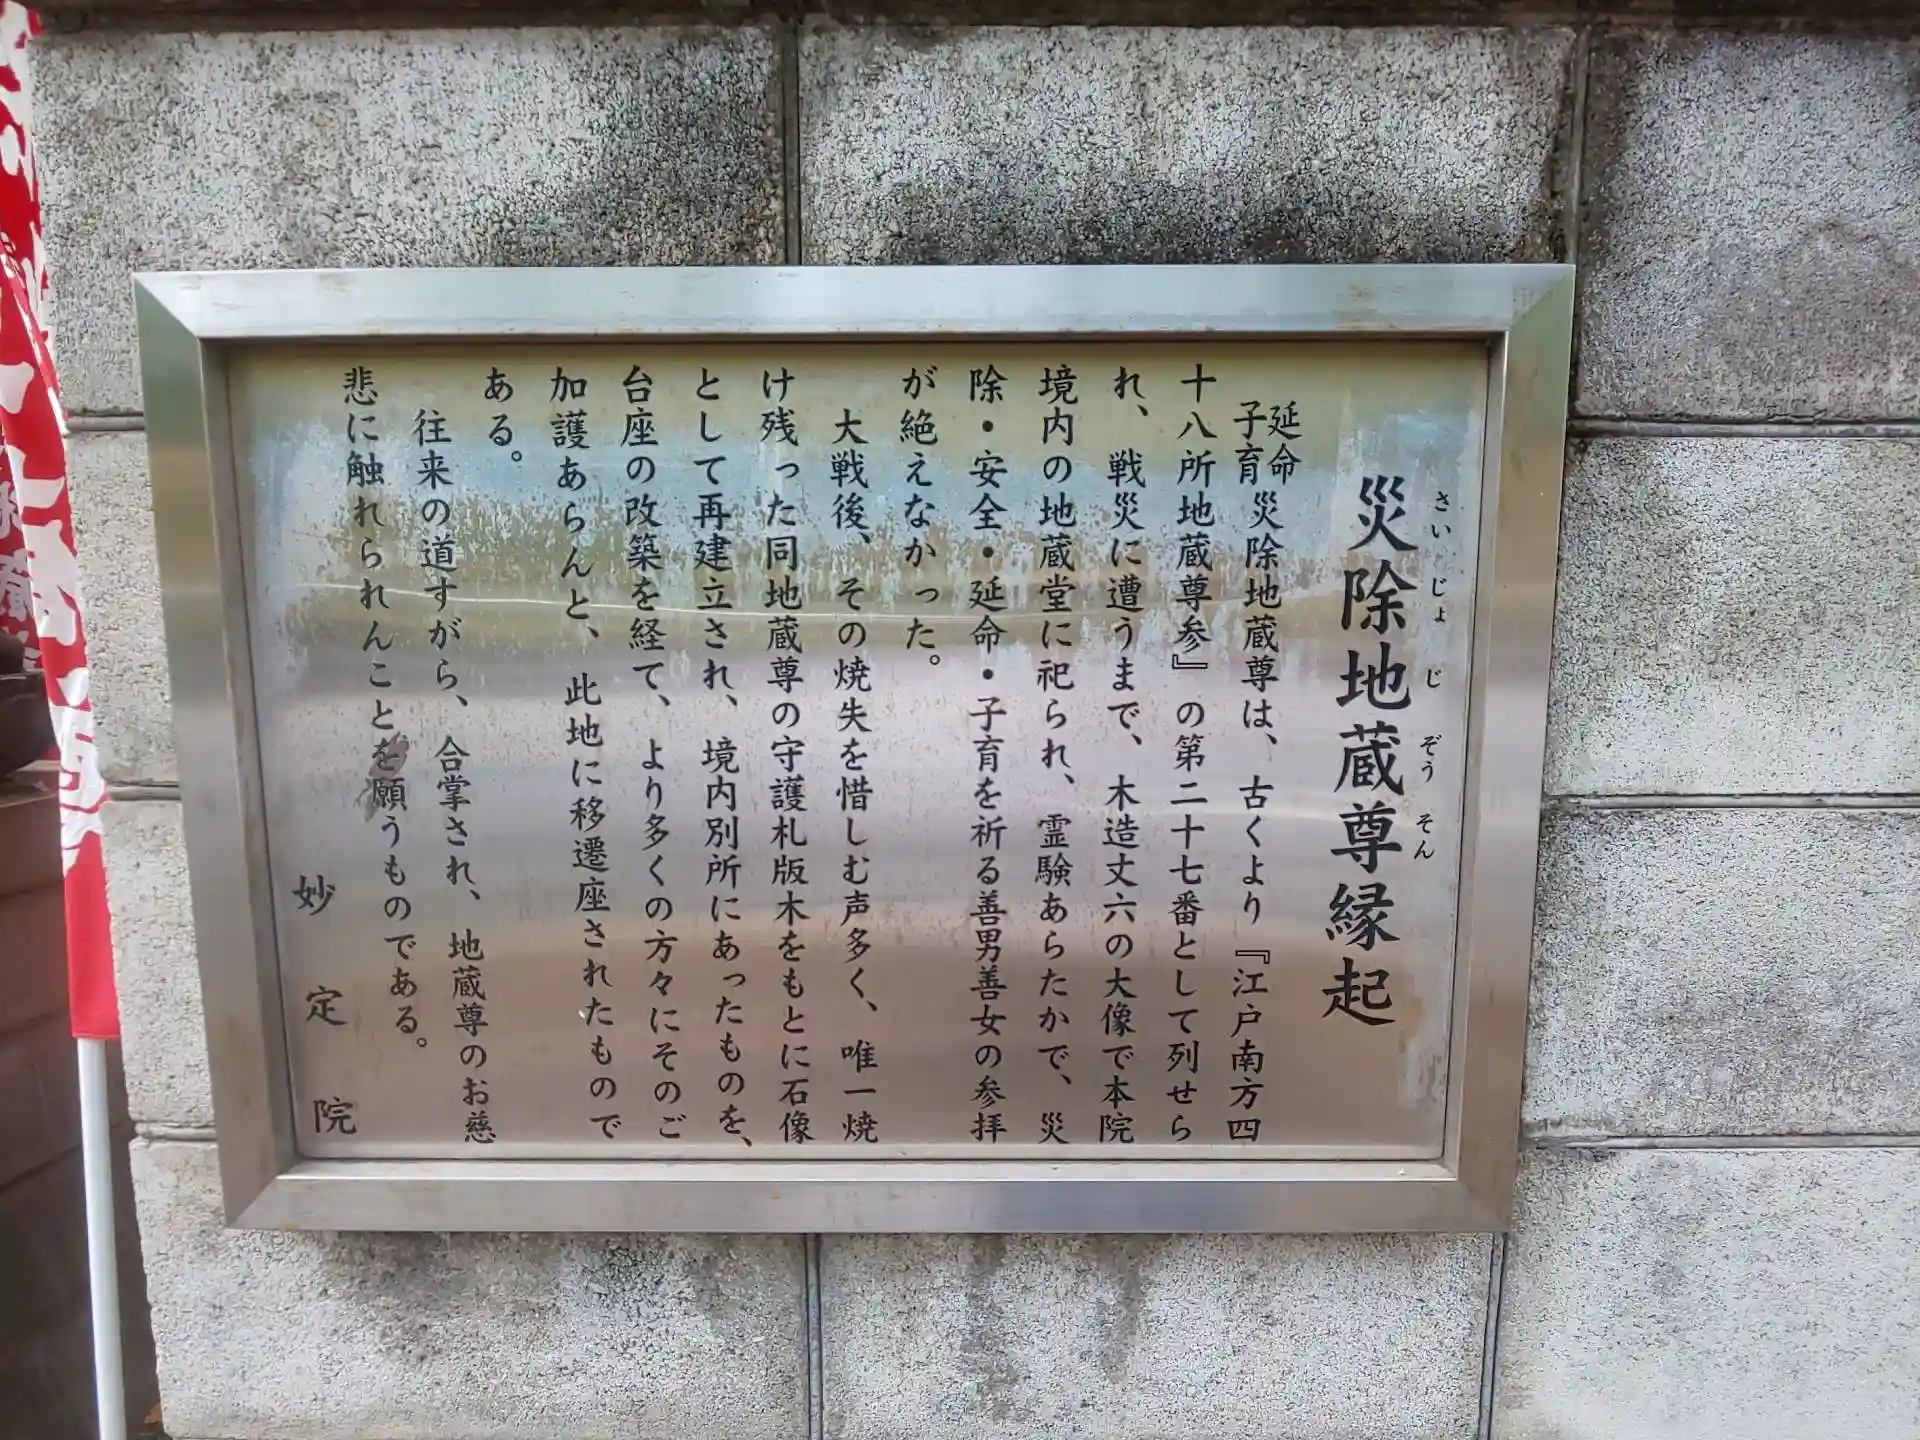 災除地蔵尊縁起
さいじょじぞうそん
延命
子育
災除地蔵尊は、古くより『江戸南方四
十八所地蔵尊参』の第二十七番として列せら
れ、戦災に遭うまで、木造丈六の大像で本院
境内の地蔵堂に祀られ、霊験あらたかで、災
除・安全・延命・子育を祈る善男善女の参拝
が絶えなかった。
大戦後、その焼失を惜しむ声多く、唯一焼
け残った同地蔵尊の守護札版木をもとに石像
として再建立され、境内別所にあったものを、
台座の改築を経て、より多くの方々にそのご
加護あらんと、此地に移遷座されたもので
ある。
往来の道すがら、合掌され、地蔵尊のお慈
悲に触れられんことを願うものである。
妙定院